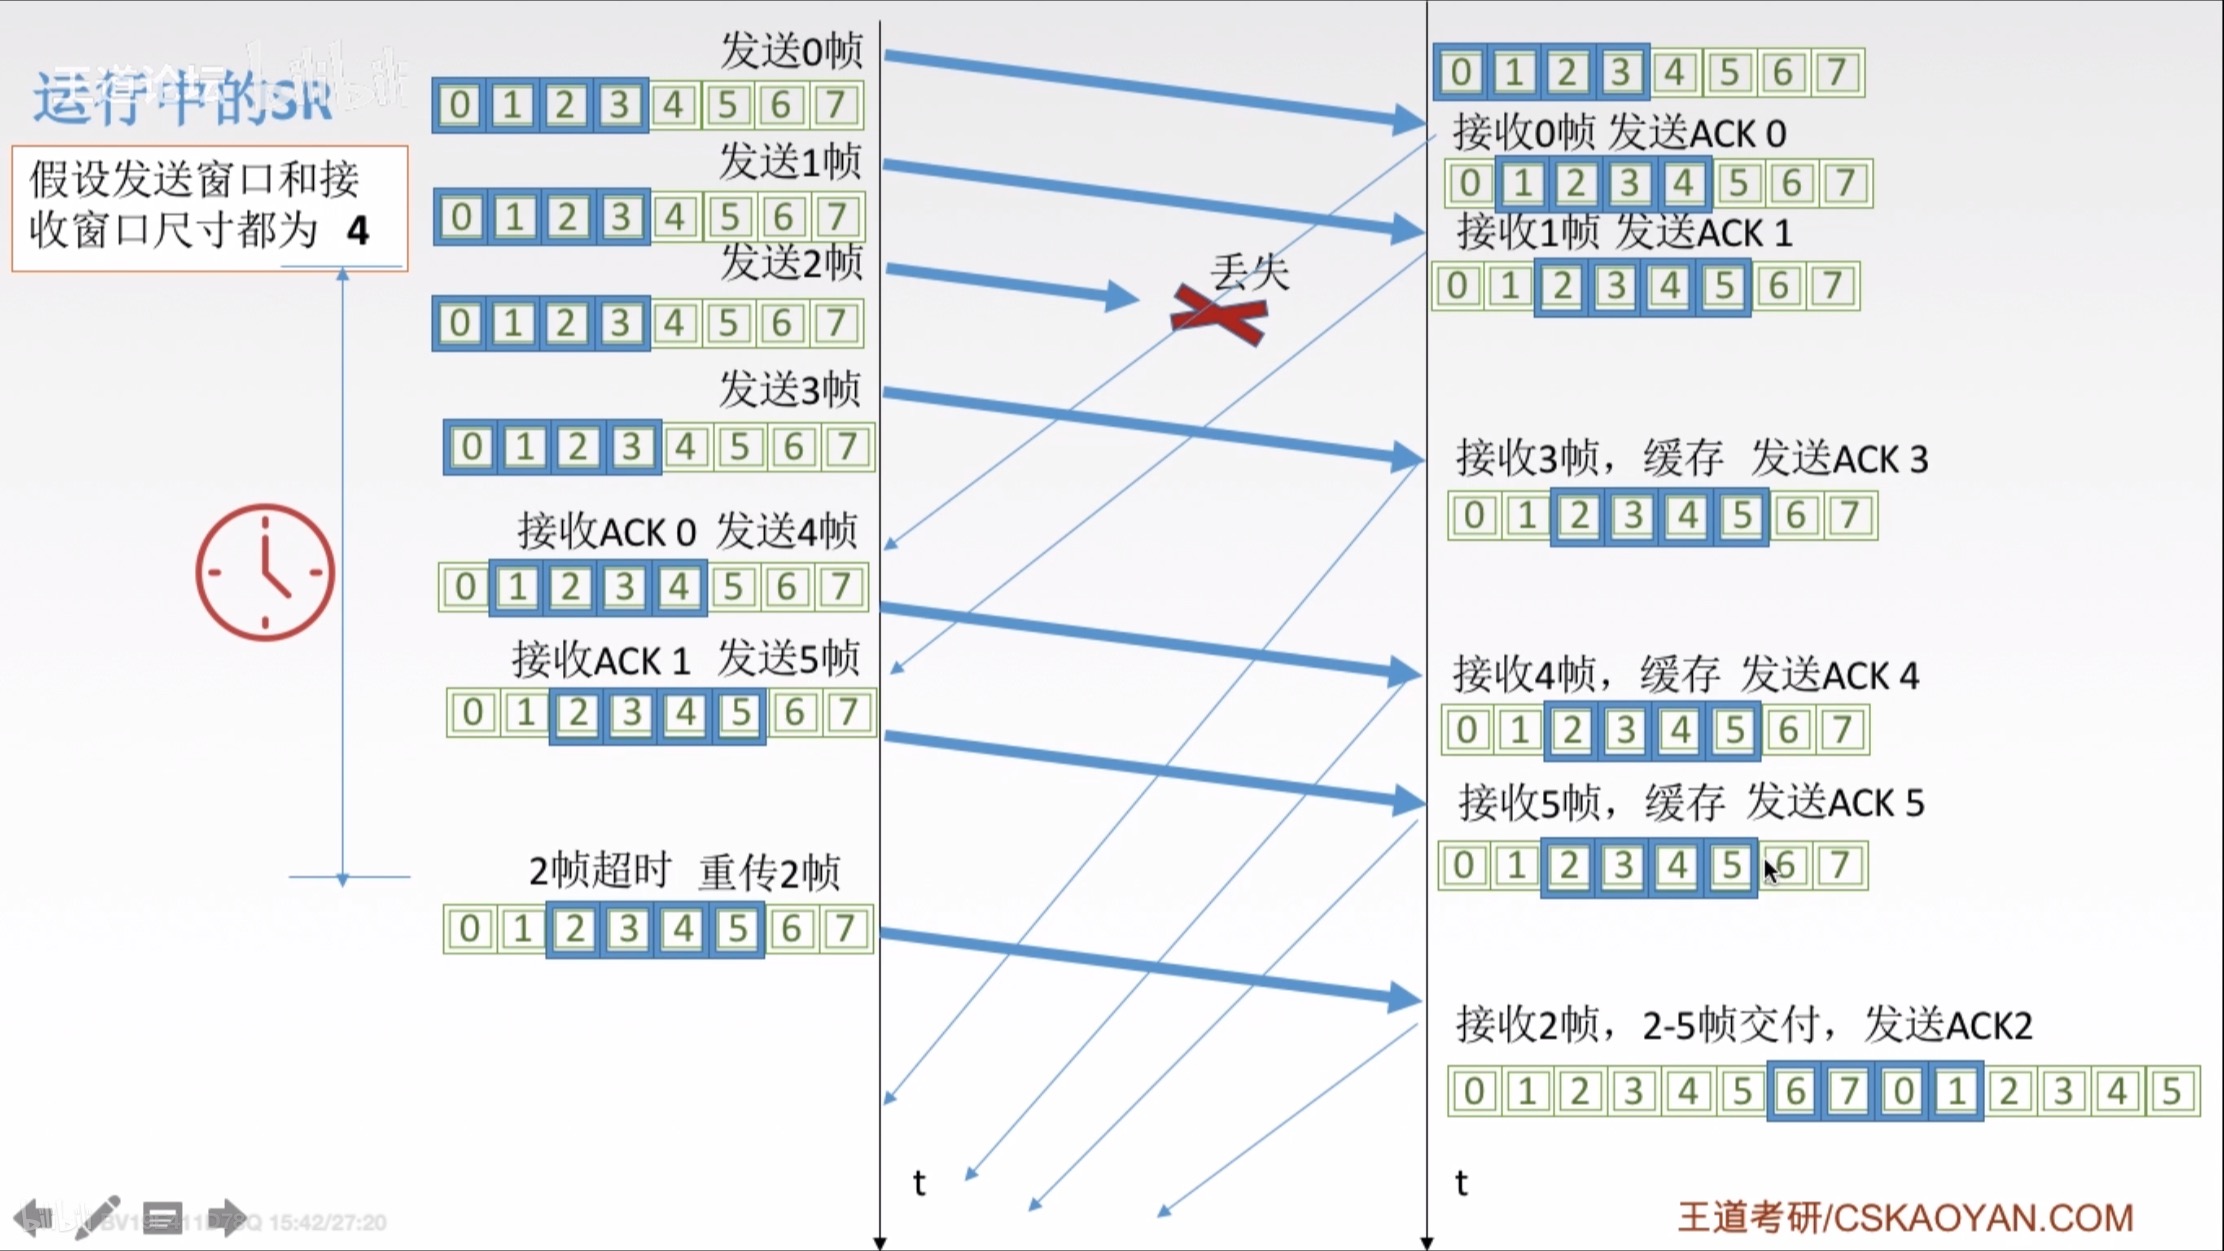 运行中的SR
王道论坛
bilibili
假设发送窗口和接
收窗口尺寸都为 4
发送0帧
0 1 2 3 4 5 6 7
发送1帧
0 1 2 3 4 5 6 7
发送2帧
0 1 2 3 4 5 6 7
发送3帧
0 1 2 3 4 5 6 7
接收ACK 0 发送4帧
0 1 2 3 4 5 6 7
接收ACK 1 发送5帧
0 1 2 3 4 5 6 7
2帧超时 重传2帧
0 1 2 3 4 5 6 7
丢失
t
0 1 2 3 4 5 6 7
接收0帧 发送ACK 0
0 1 2 3 4 5 6 7
接收1帧 发送ACK 1
0 1 2 3 4 5 6 7
接收3帧，缓存 发送ACK 3
0 1 2 3 4 5 6 7
接收4帧，缓存 发送ACK 4
0 1 2 3 4 5 6 7
接收5帧，缓存 发送ACK 5
0 1 2 3 4 5 6 7
接收2帧，2-5帧交付，发送ACK2
0 1 2 3 4 5 6 7 0 1 2 3 4 5
t
15:42/27:20
王道考研/CSKAOYAN.COM